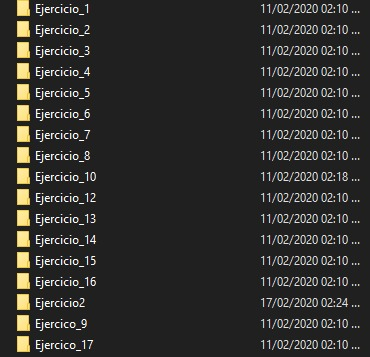 Ejercicio_1 11/02/2020 02:10 ...
Ejercicio_2 11/02/2020 02:10 ...
Ejercicio_3 11/02/2020 02:10 ...
Ejercicio_4 11/02/2020 02:10 ...
Ejercicio_5 11/02/2020 02:10 ...
Ejercicio_6 11/02/2020 02:10 ...
Ejercicio_7 11/02/2020 02:10 ...
Ejercicio_8 11/02/2020 02:10 ...
Ejercicio_10 11/02/2020 02:18 ...
Ejercicio_12 11/02/2020 02:10 ...
Ejercicio_13 11/02/2020 02:10 ...
Ejercicio_14 11/02/2020 02:10 ...
Ejercicio_15 11/02/2020 02:10 ...
Ejercicio_16 11/02/2020 02:10 ...
Ejercicio2 17/02/2020 02:24 ...
Ejercico_9 11/02/2020 02:10 ...
Ejercico_17 11/02/2020 02:10 ...